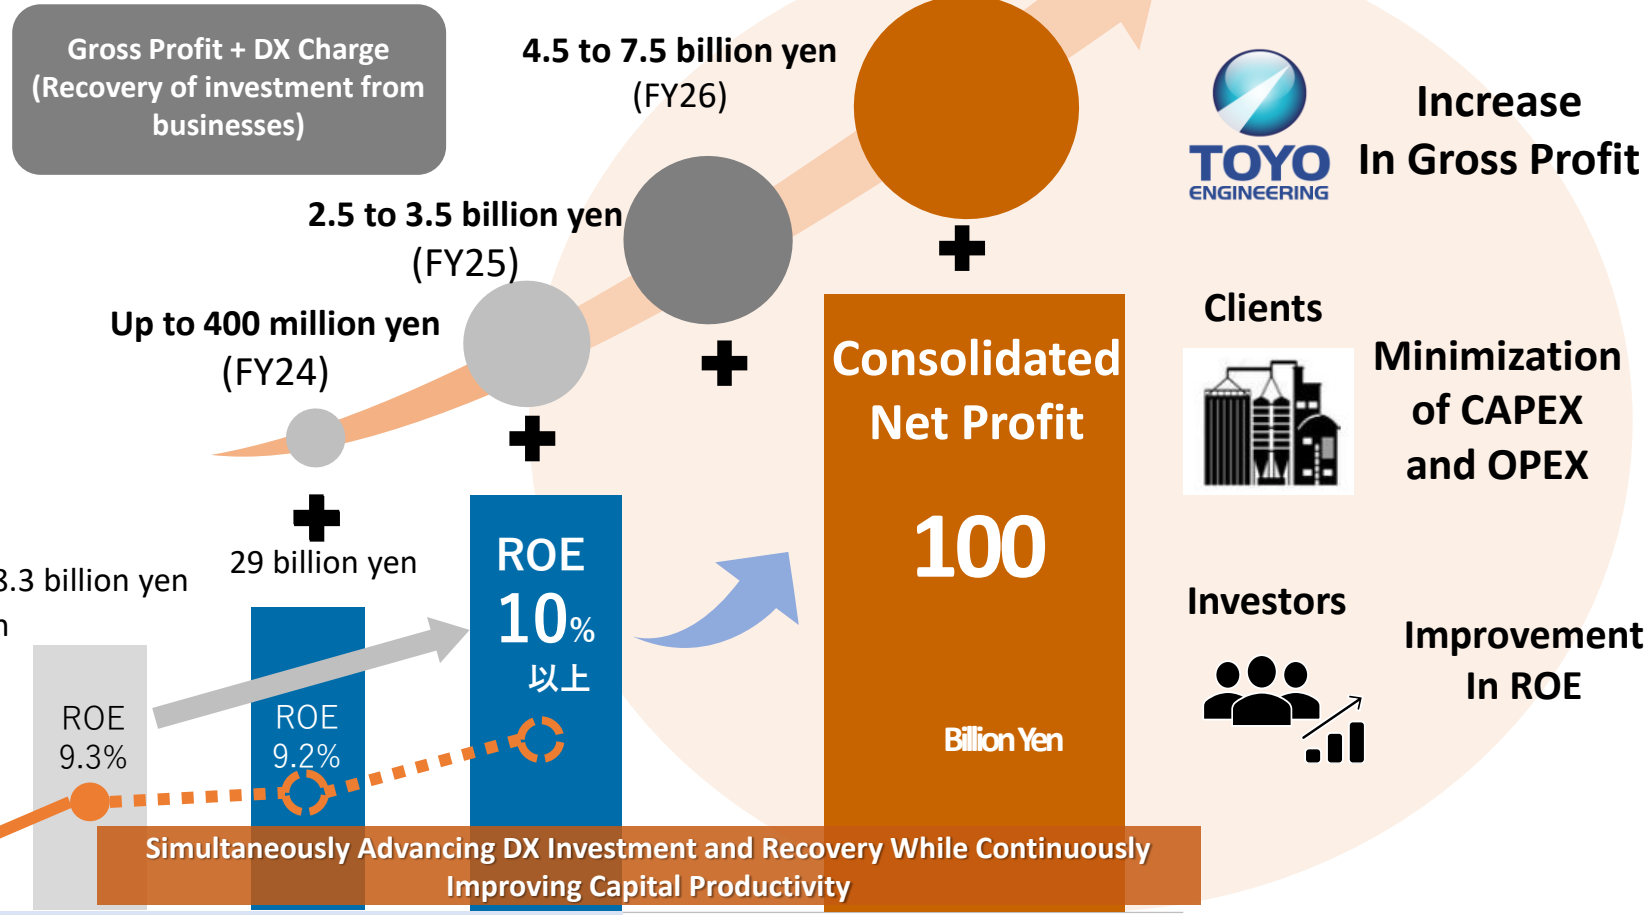 Gross Profit + DX Charge
(Recovery of investment from
businesses)
4.5 to 7.5 billion yen
(FY26)
2.5 to 3.5 billion yen
(FY25)
Up to 400 million yen
(FY24)
TOYO
ENGINEERING
Increase
In Gross Profit
Clients
Minimization
of CAPEX
and OPEX
Investors
Improvement
In ROE
Consolidated
Net Profit
100
Billion Yen
8.3 billion yen
29 billion yen
ROE
9.3%
ROE
9.2%
ROE
10%
以上
Simultaneously Advancing DX Investment and Recovery While Continuously
Improving Capital Productivity